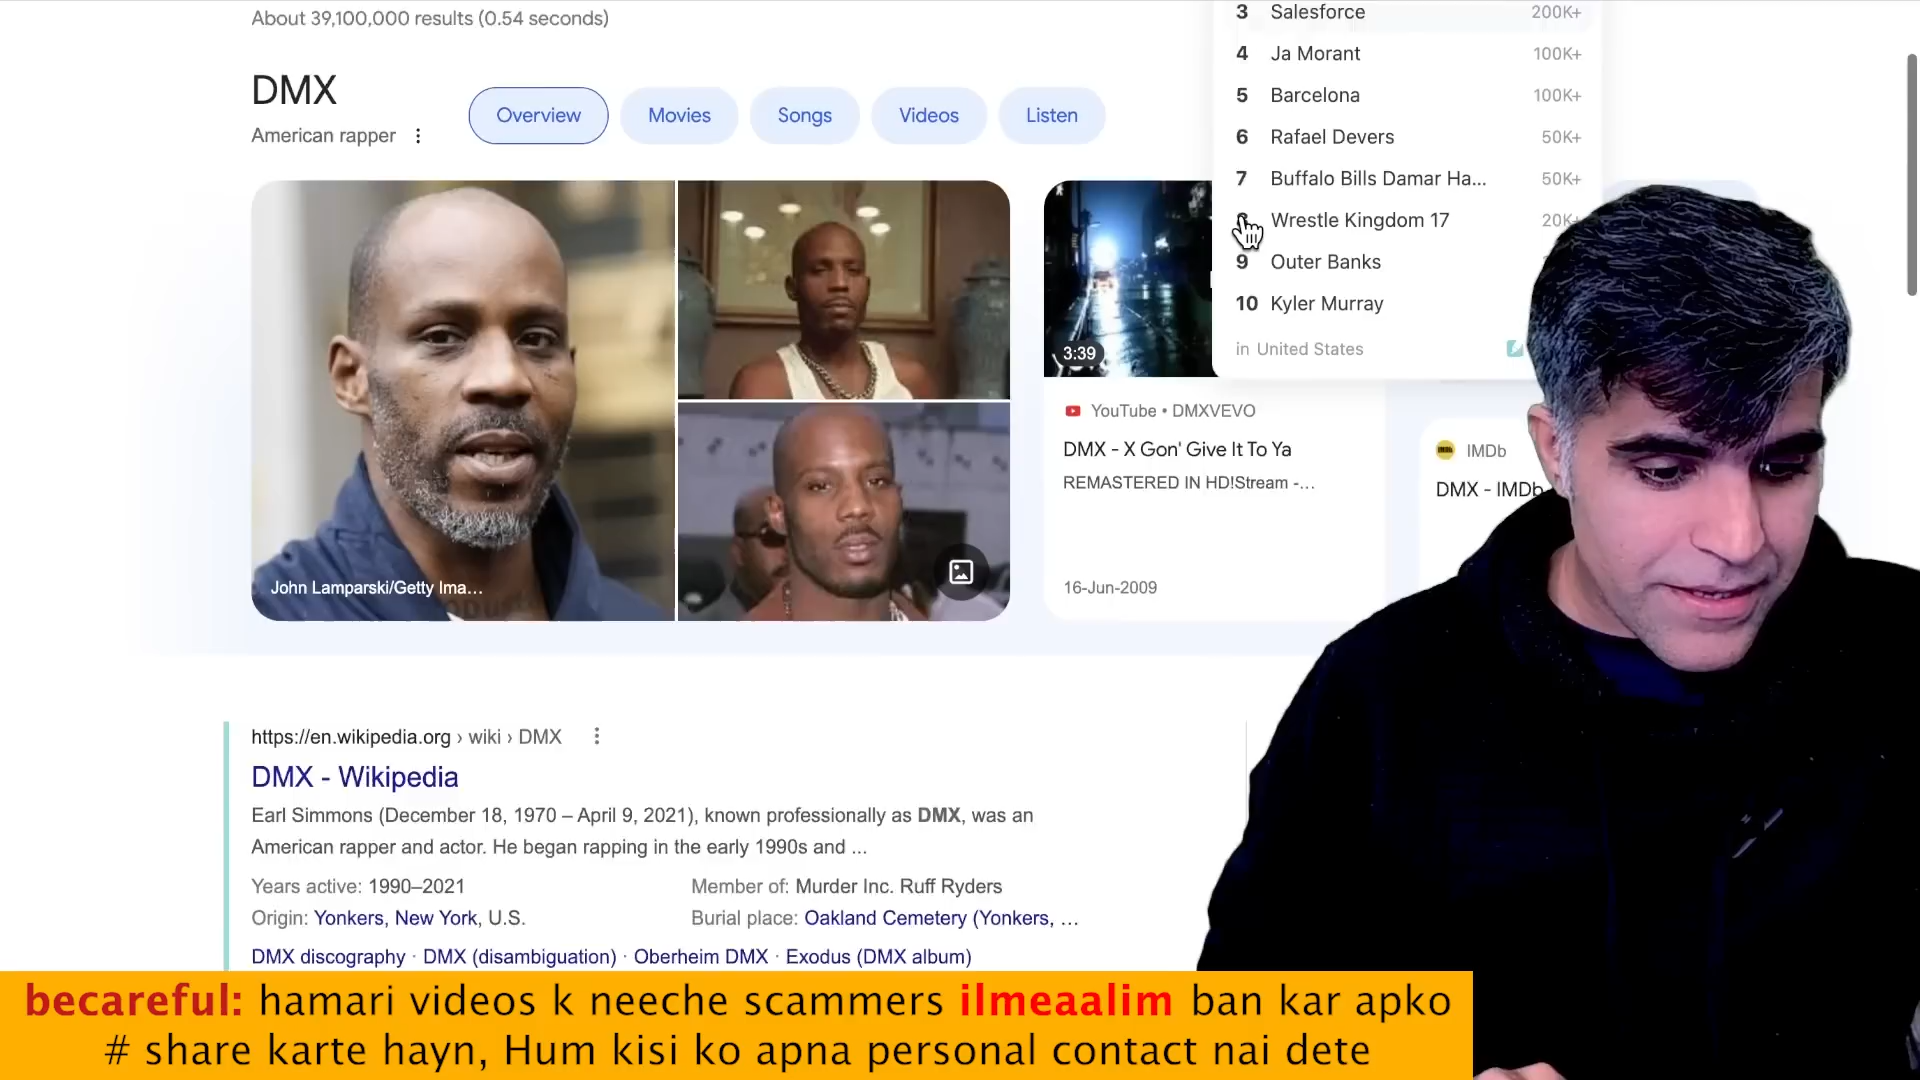 About 39,100,000 results (0.54 seconds)
DMX
American rapper
Overview
Movies
Songs
Videos
Listen
3 Salesforce 200K+
4 Ja Morant 100K+
5 Barcelona 100K+
6 Rafael Devers 50K+
7 Buffalo Bills Damar Ha... 50K+
Wrestle Kingdom 17 20K+
9 Outer Banks
10 Kyler Murray
in United States
John Lamparski/Getty Ima...
3:39
YouTube • DMXVEVO
DMX - X Gon' Give It To Ya
REMASTERED IN HD!Stream -...
16-Jun-2009
IMDb
DMX - IMDb
https://en.wikipedia.org › wiki › DMX
DMX - Wikipedia
Earl Simmons (December 18, 1970 – April 9, 2021), known professionally as DMX, was an
American rapper and actor. He began rapping in the early 1990s and ...
Years active: 1990–2021
Member of: Murder Inc. Ruff Ryders
Origin: Yonkers, New York, U.S.
Burial place: Oakland Cemetery (Yonkers, ...
DMX discography · DMX (disambiguation) · Oberheim DMX · Exodus (DMX album)
becareful: hamari videos k neeche scammers ilmeaalim ban kar apko
# share karte hayn, Hum kisi ko apna personal contact nai dete